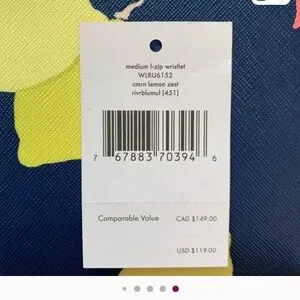 medium l-zip wristlet
WLRU6152
cmrn lemon zest
rivrblumul (451)
7 67883 70394 6
Comparable Value CAD $149.00
USD $119.00